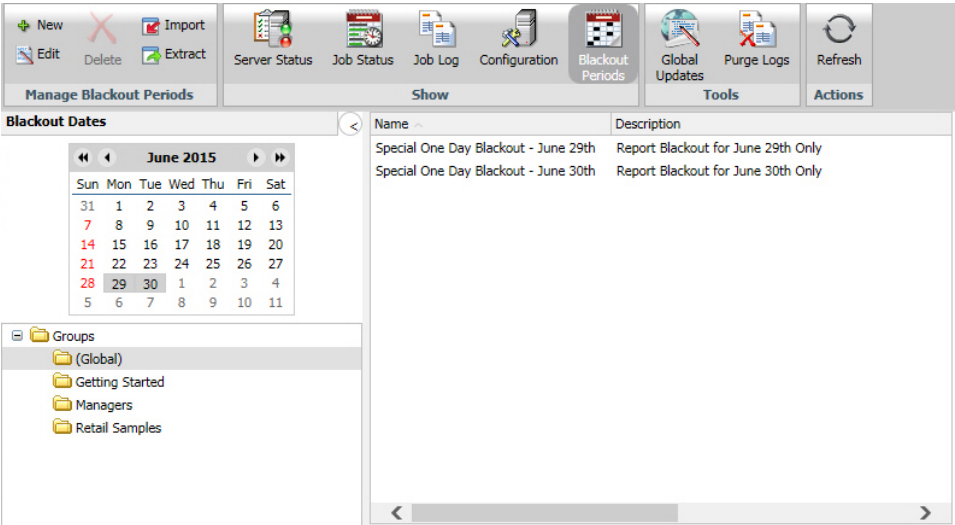 New
Import
Edit
Delete
Extract
Manage Blackout Periods
Server Status
Job Status
Job Log
Configuration
Blackout
Periods
Show
Global
Updates
Purge Logs
Tools
Refresh
Actions
Blackout Dates
<
June 2015
Sun Mon Tue Wed Thu Fri Sat
31 1 2 3 4 5 6
7 8 9 10 11 12 13
14 15 16 17 18 19 20
21 22 23 24 25 26 27
28 29 30 1 2 3 4
5 6 7 8 9 10 11
Groups
(Global)
Getting Started
Managers
Retail Samples
Name Description
Special One Day Blackout - June 29th Report Blackout for June 29th Only
Special One Day Blackout - June 30th Report Blackout for June 30th Only